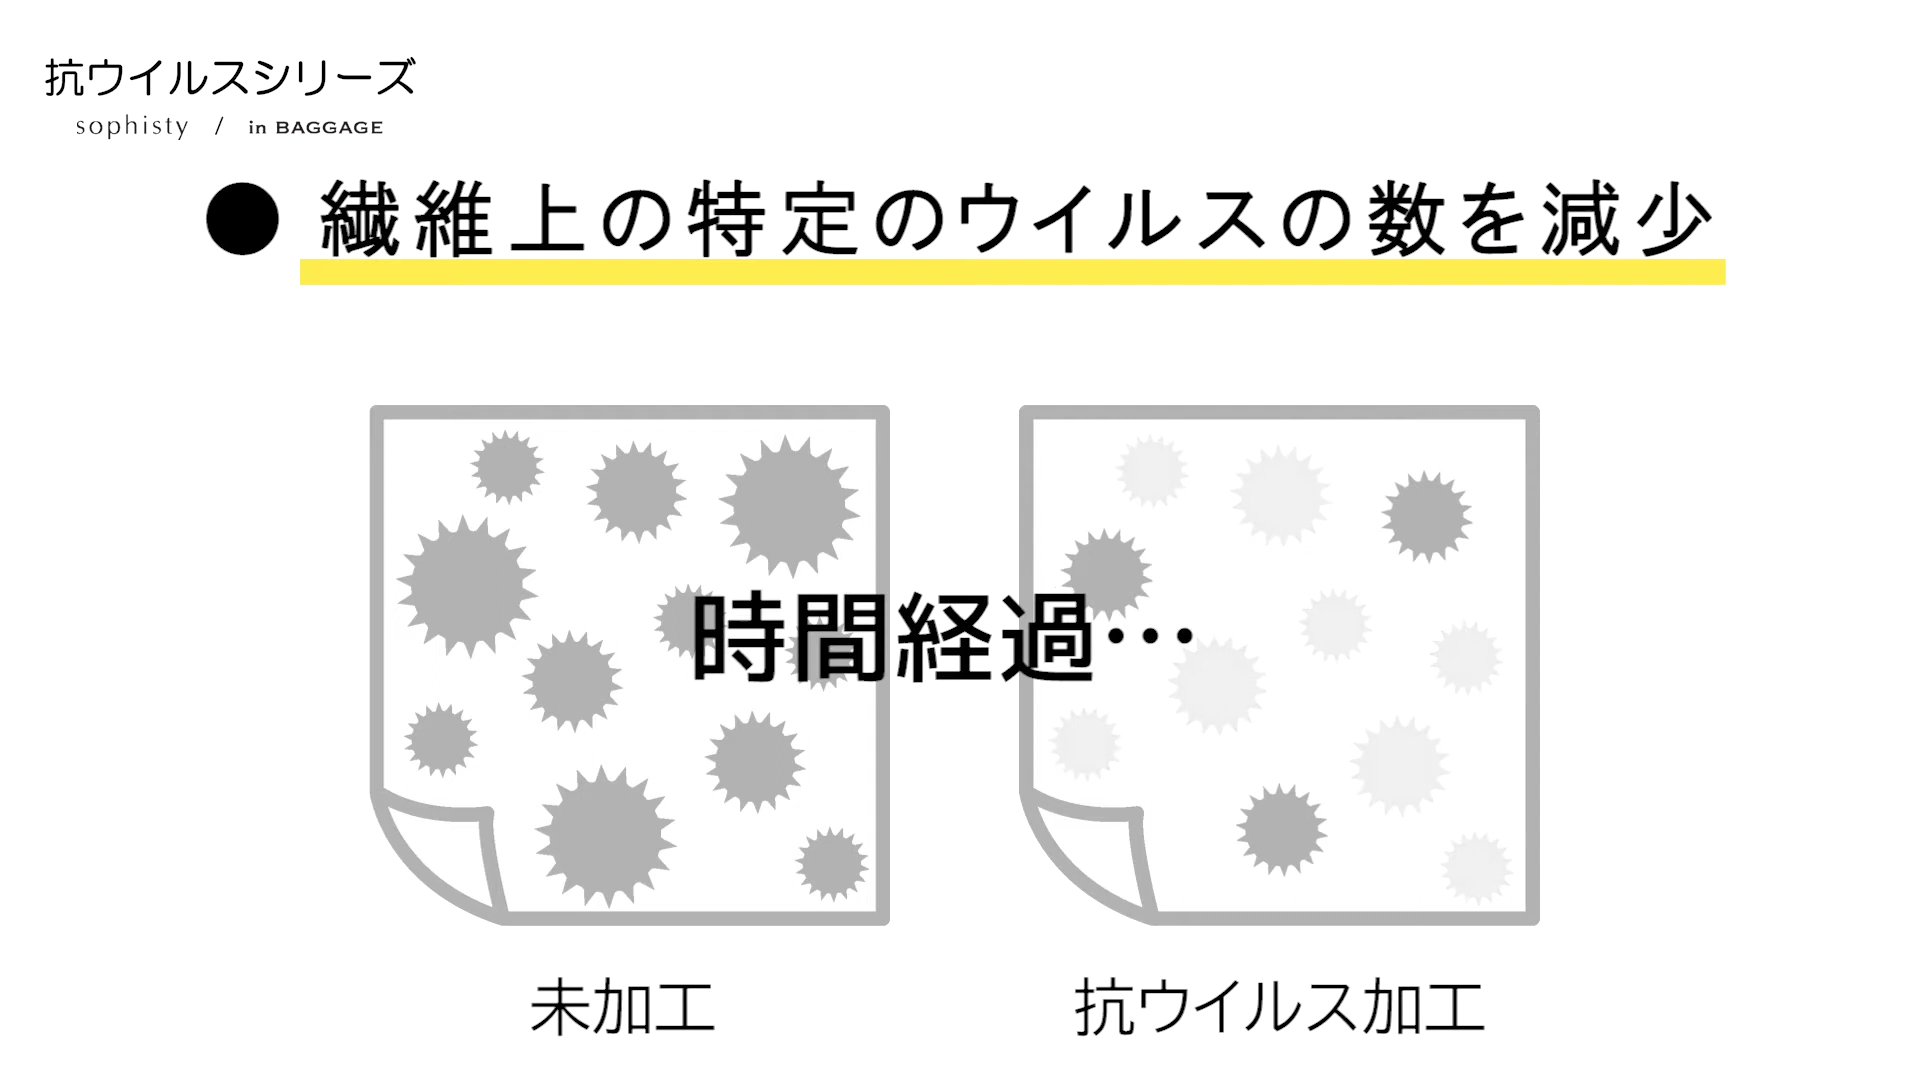 抗ウイルスシリーズ
sophisty / in BAGGAGE
● 繊維上の特定のウイルスの数を減少
時間経過…
未加工
抗ウイルス加工